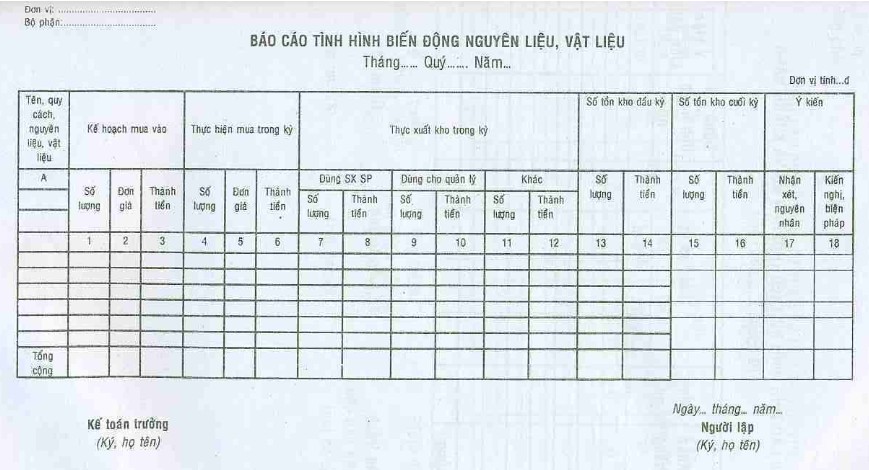 Đơn vị: .......................................
Bộ phận:......................................
BÁO CÁO TÌNH HÌNH BIẾN ĐỘNG NGUYÊN LIỆU, VẬT LIỆU
Tháng...... Quý....... Năm...
Đơn vị tính...đ
Tên, quy cách, nguyên liệu, vật liệu | Kế hoạch mua vào | Thực hiện mua trong kỳ | Thực xuất kho trong kỳ | Số tồn kho đầu kỳ | Số tồn kho cuối kỳ | Ý kiến
A | Số lượng | Đơn giá | Thành tiền | Số lượng | Đơn giá | Thành tiền | Dùng SX SP | Dùng cho quản lý | Khác | Số lượng | Thành tiền | Số lượng | Thành tiền | Nhận xét, nguyên nhân | Kiến nghị, biện pháp
Số lượng | Thành tiền | Số lượng | Thành tiền | Số lượng | Thành tiền
1 | 2 | 3 | 4 | 5 | 6 | 7 | 8 | 9 | 10 | 11 | 12 | 13 | 14 | 15 | 16 | 17 | 18
Tổng cộng
Ngày... tháng... năm...
Kế toán trưởng | Người lập
(Ký, họ tên) | (Ký, họ tên)